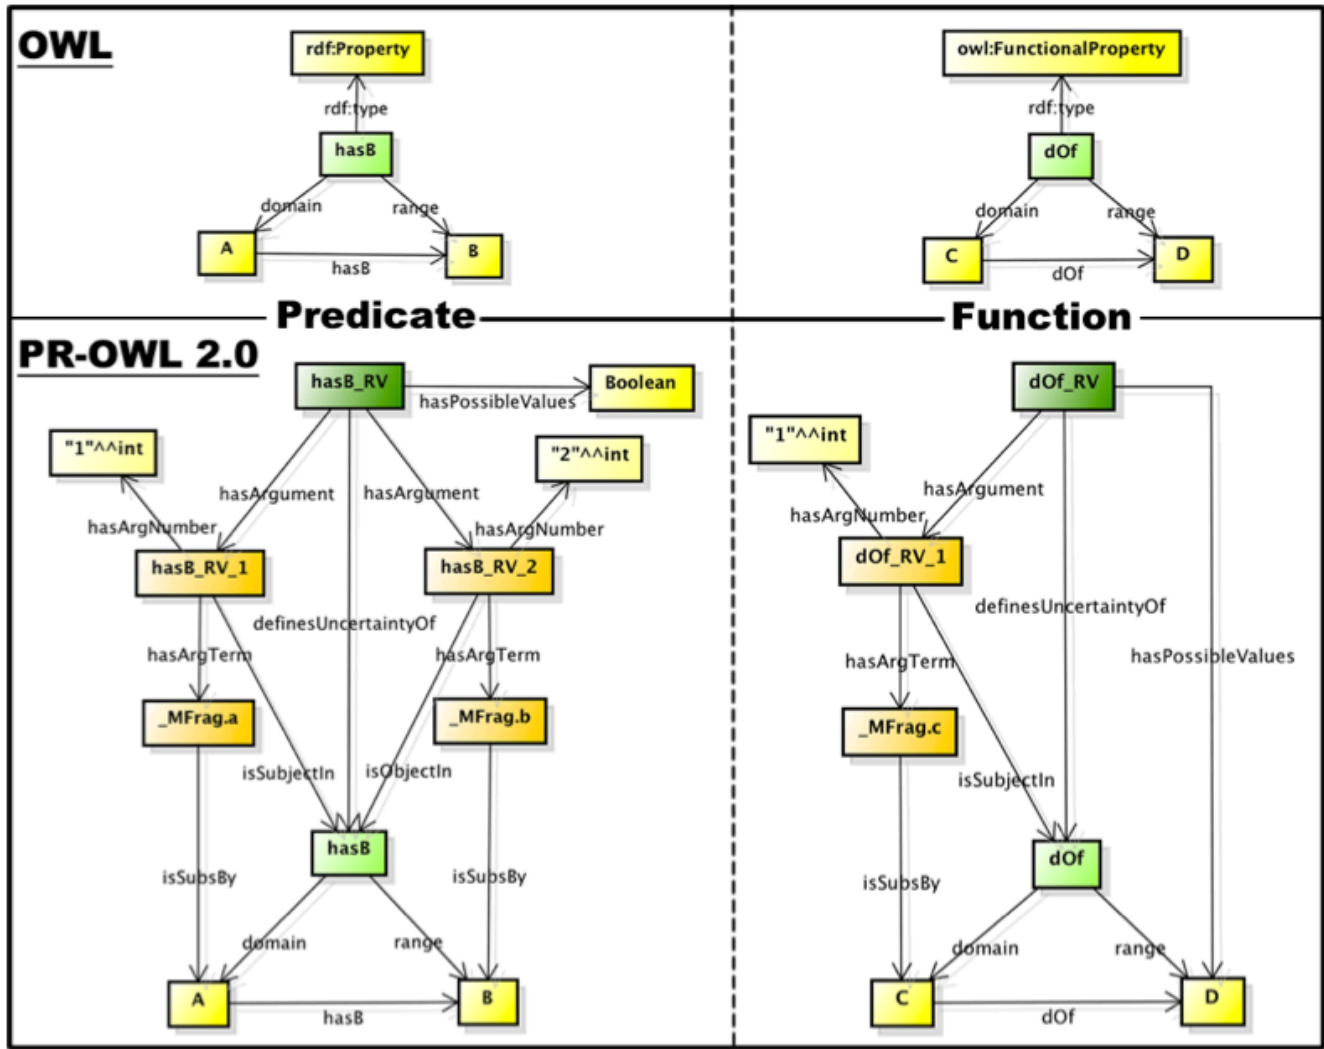 OWL
rdf:Property
rdf:type
hasB
domain
range
A
B
hasB
owl:FunctionalProperty
rdf:type
dOf
domain
range
C
D
dOf
Predicate
Function
PR-OWL 2.0
hasB_RV
hasPossibleValues
Boolean
"1"^^int
"2"^^int
hasArgument
hasArgument
hasArgNumber
hasArgNumber
hasB_RV_1
hasB_RV_2
definesUncertaintyOf
hasArgTerm
hasArgTerm
_MFrag.a
_MFrag.b
isSubjectIn
isObjectIn
hasB
isSubsBy
isSubsBy
domain
range
A
B
hasB
dOf_RV
"1"^^int
hasArgument
hasArgNumber
dOf_RV_1
definesUncertaintyOf
hasPossibleValues
hasArgTerm
_MFrag.c
isSubjectIn
dOf
isSubsBy
domain
range
C
D
dOf